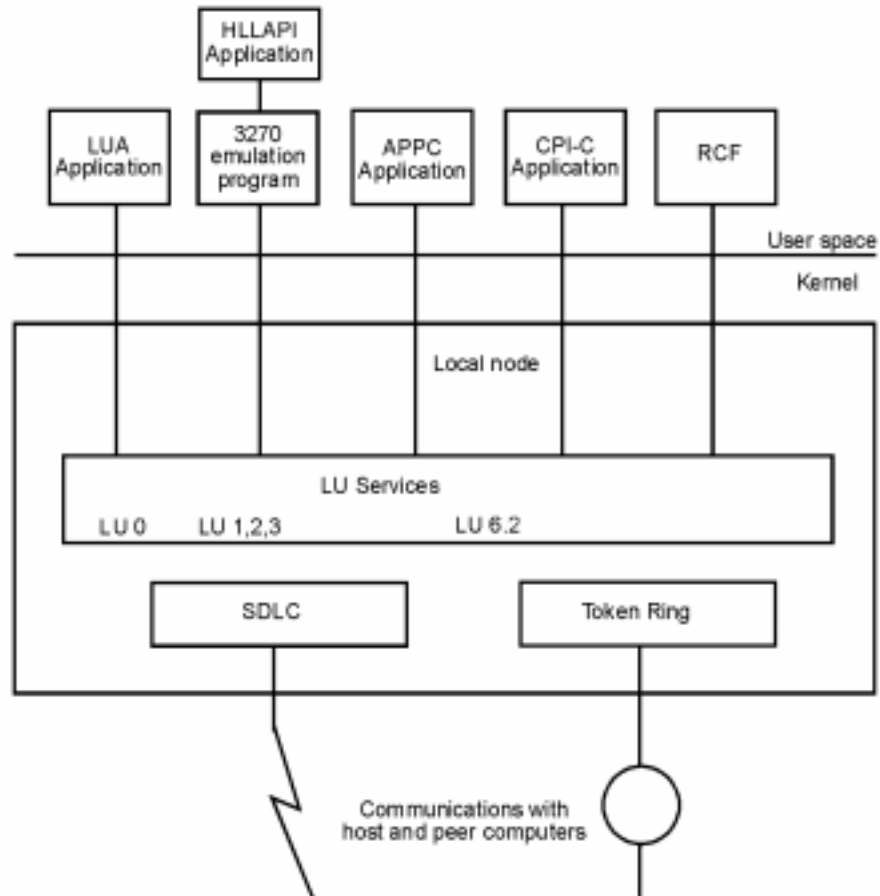 HLLAPI
Application
LUA
Application
3270
emulation
program
APPC
Application
CPI-C
Application
RCF
User space
Kernel
Local node
LU Services
LU 0
LU 1,2,3
LU 6.2
SDLC
Token Ring
Communications with
host and peer computers